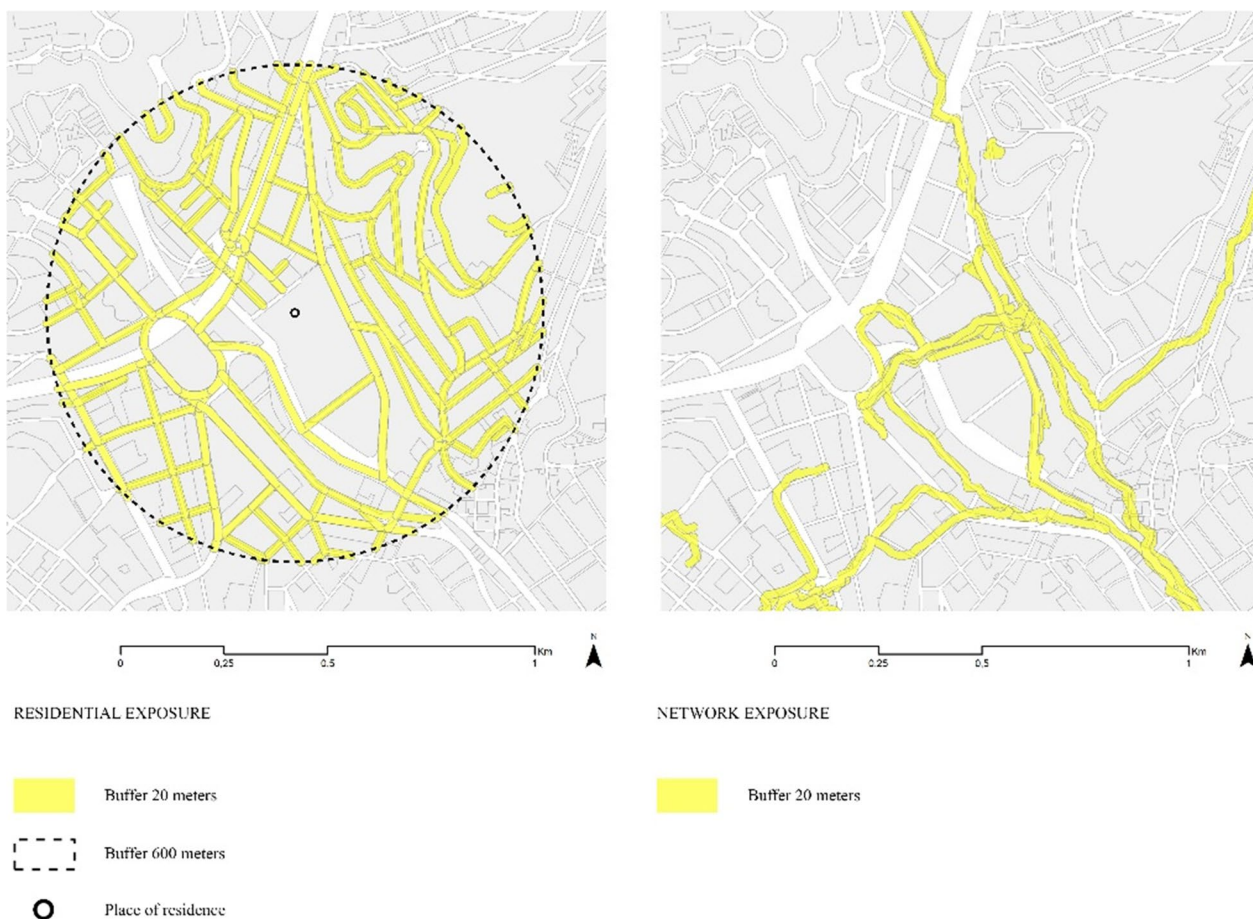 N
Km
0 0,25 0,5 1
N
Km
0 0,25 0,5 1
RESIDENTIAL EXPOSURE
Buffer 20 meters
Buffer 600 meters
Place of residence
NETWORK EXPOSURE
Buffer 20 meters